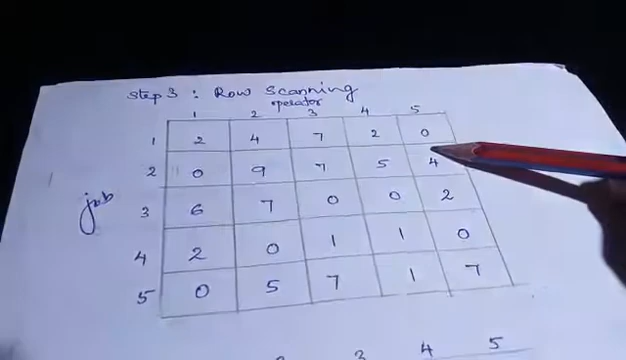 Step 3 : Row Scanning
operator
1 2 3 4 5
1 2 4 7 2 0
2 0 9 7 5 4
job
3 6 7 0 0 2
4 2 0 1 1 0
5 0 5 7 1 7
3 4 5